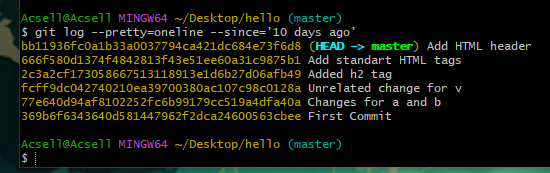 Acsell@Acsell MINGW64 ~/Desktop/hello (master)
$ git log --pretty=oneline --since='10 days ago'
bb11936fc0a1b33a0037794ca421dc684e73f6d8 (HEAD -> master) Add HTML header
666f580d1374f4842813f43e51ee60a31c9875b1 Add standart HTML tags
2c3a2cf173058667513118913e1d6b27d06afb49 Added h2 tag
fcff9dc042740210ea39700380ac107c98c0128a Unrelated change for v
77e640d94af8102252fc6b99179cc519a4dfa40a Changes for a and b
369b6f6343640d581447962f2dca24600563cbee First Commit
Acsell@Acsell MINGW64 ~/Desktop/hello (master)
$